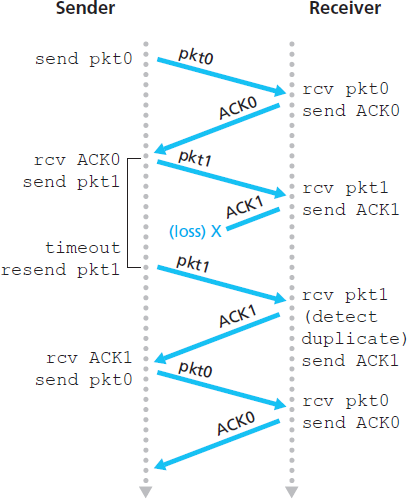 Sender
Receiver
send pkt0
pkt0
rcv pkt0
send ACK0
ACK0
rcv ACK0
send pkt1
pkt1
rcv pkt1
send ACK1
ACK1
(loss) X
timeout
resend pkt1
pkt1
rcv pkt1
(detect
duplicate)
send ACK1
ACK1
rcv ACK1
send pkt0
pkt0
rcv pkt0
send ACK0
ACK0